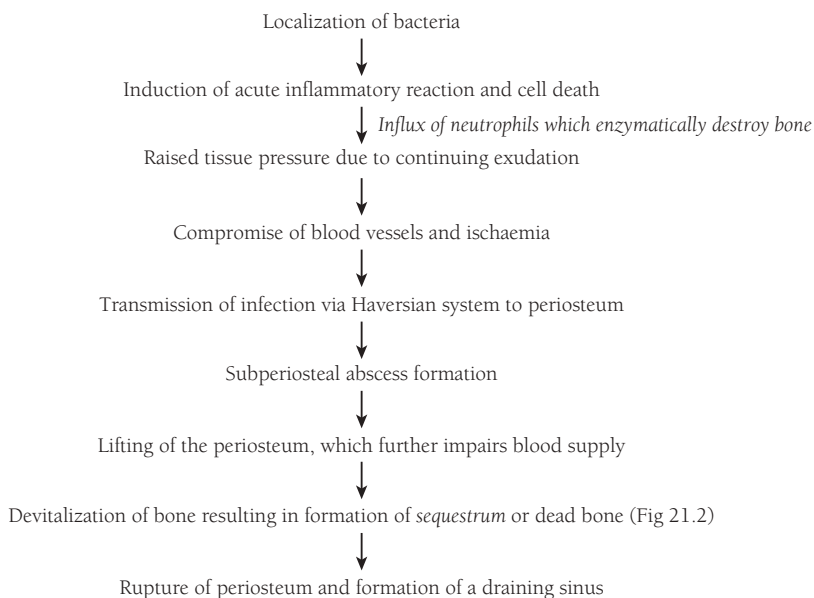 Localization of bacteria
Induction of acute inflammatory reaction and cell death
Influx of neutrophils which enzymatically destroy bone
Raised tissue pressure due to continuing exudation
Compromise of blood vessels and ischaemia
Transmission of infection via Haversian system to periosteum
Subperiosteal abscess formation
Lifting of the periosteum, which further impairs blood supply
Devitalization of bone resulting in formation of sequestrum or dead bone (Fig 21.2)
Rupture of periosteum and formation of a draining sinus